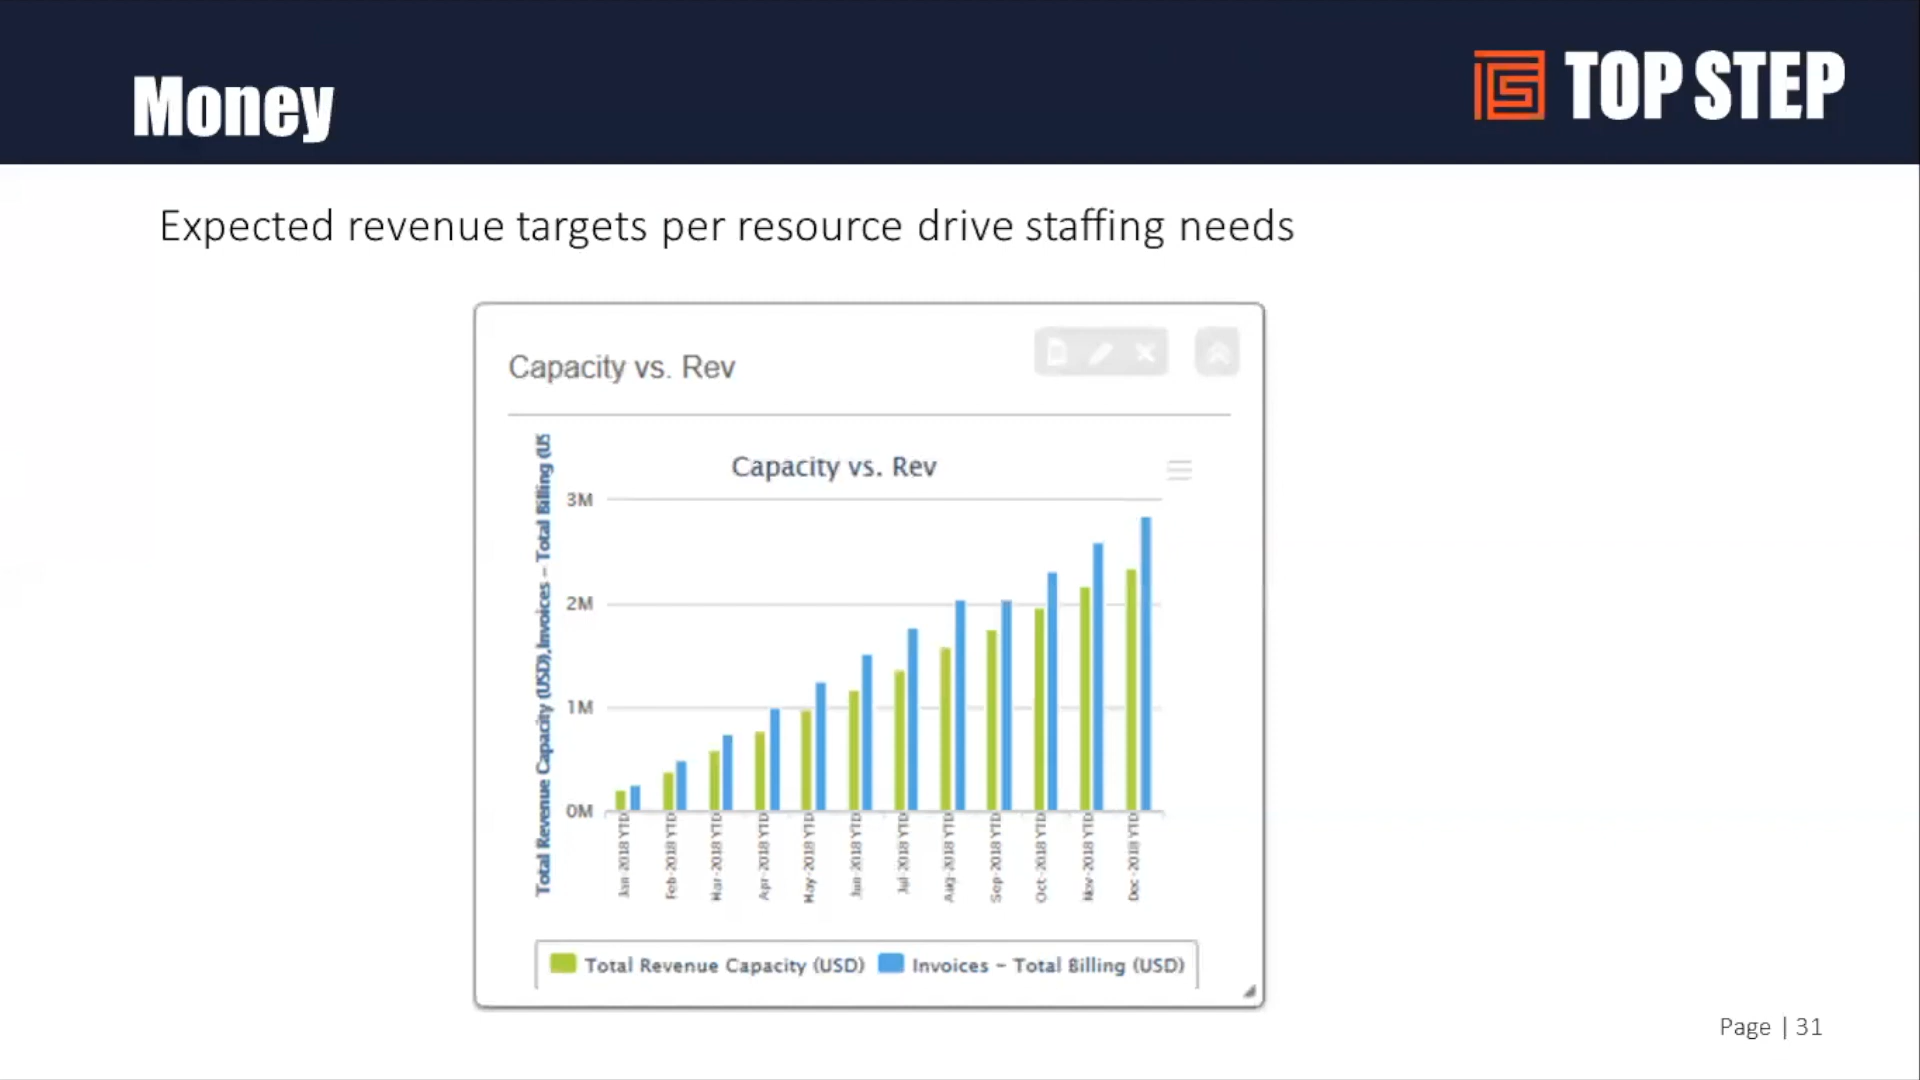 Money
TOP STEP
Expected revenue targets per resource drive staffing needs
Capacity vs. Rev
Capacity vs. Rev
Total Revenue Capacity (USD),Invoices - Total Billing (US
3M
2M
1M
0M
Jan-2018 YTD
Feb-2018 YTD
Mar-2018 YTD
Apr-2018 YTD
May-2018 YTD
Jun-2018 YTD
Jul-2018 YTD
Aug-2018 YTD
Sep-2018 YTD
Oct-2018 YTD
Nov-2018 YTD
Dec-2018 YTD
Total Revenue Capacity (USD) Invoices - Total Billing (USD)
Page | 31